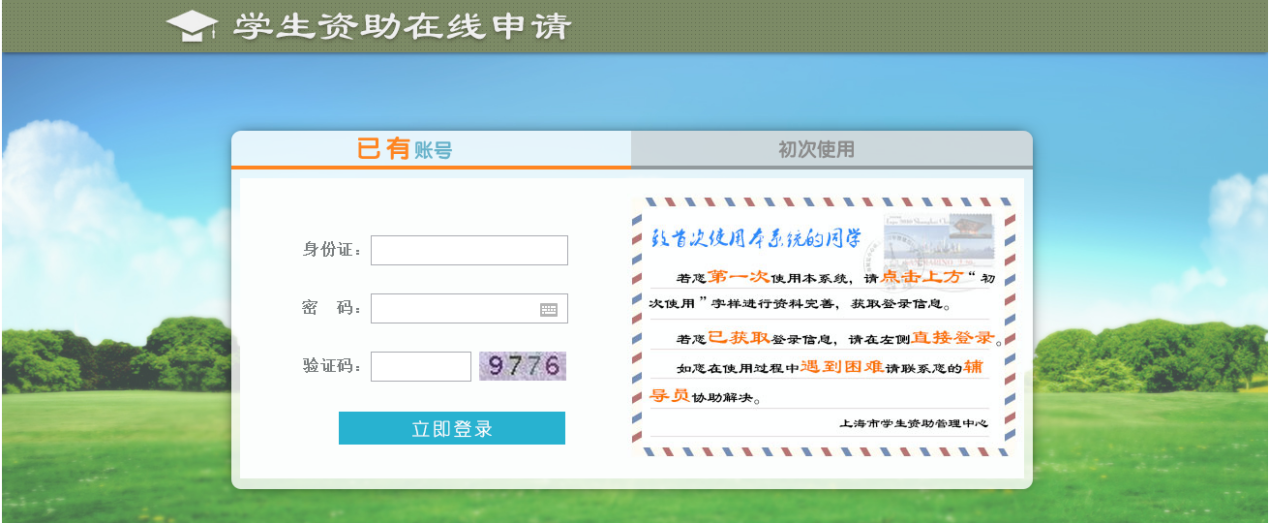 学生资助在线申请
已有账号
初次使用
身份证：
密 码：
验证码：
9776
立即登录
致首次使用本系统的同学
若您第一次使用本系统，请点击上方“初
次使用”字样进行资料完善，获取登录信息。
若您已获取登录信息，请在左侧直接登录。
如您在使用过程中遇到困难请联系您的辅
导员协助解决。
上海市学生资助管理中心